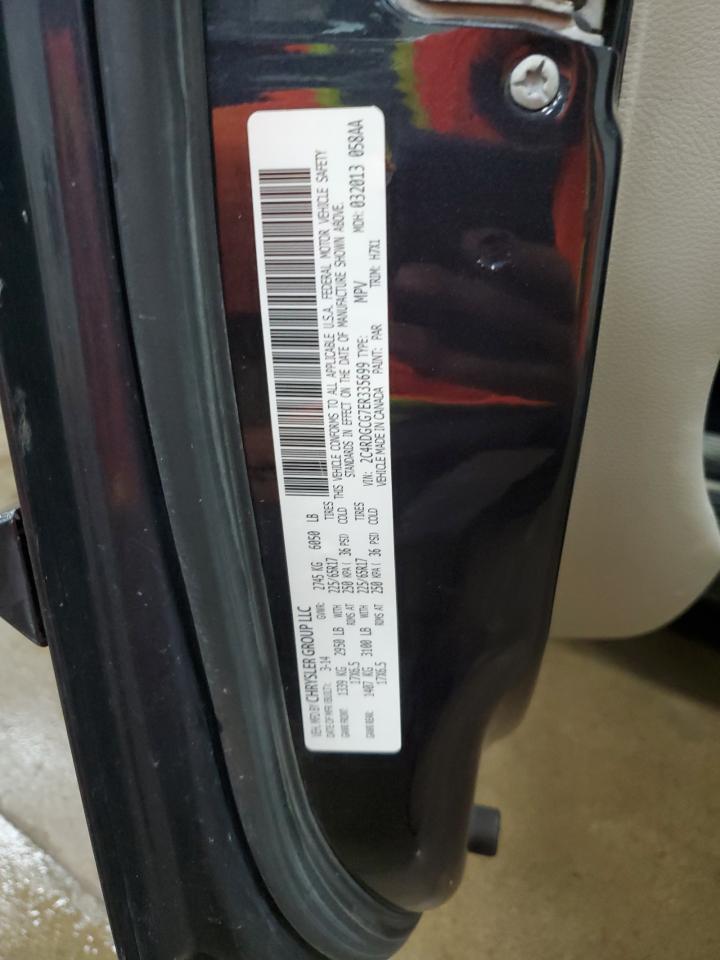 VEH. MFD BY CHRYSLER GROUP LLC
DATE OF MFR (VEHICLE): 3-14 GVWR: 2745 KG 6050 LB
GAWR FRONT: 1339 KG 2950 LB WITH 225/65R17 TIRES
17X6.5 RIMS AT 250 KPA ( 36 PSI) COLD
GAWR REAR: 1407 KG 3100 LB WITH 225/65R17 TIRES
17X6.5 RIMS AT 250 KPA ( 36 PSI) COLD
THIS VEHICLE CONFORMS TO ALL APPLICABLE U.S.A. FEDERAL MOTOR VEHICLE SAFETY
STANDARDS IN EFFECT ON THE DATE OF MANUFACTURE SHOWN ABOVE.
VIN: 2C4RDGCG7ER335699 TYPE: MPV MDH: 032013 058AA
VEHICLE MADE IN CANADA PAINT: PAR TRIM: H7X1